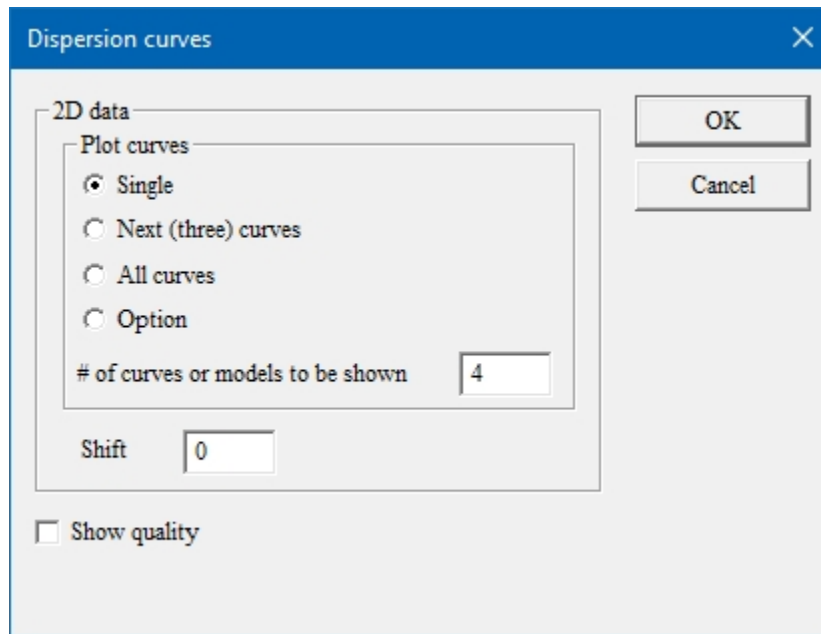 Dispersion curves
2D data
Plot curves
Single
Next (three) curves
All curves
Option
# of curves or models to be shown 4
Shift 0
Show quality
OK
Cancel